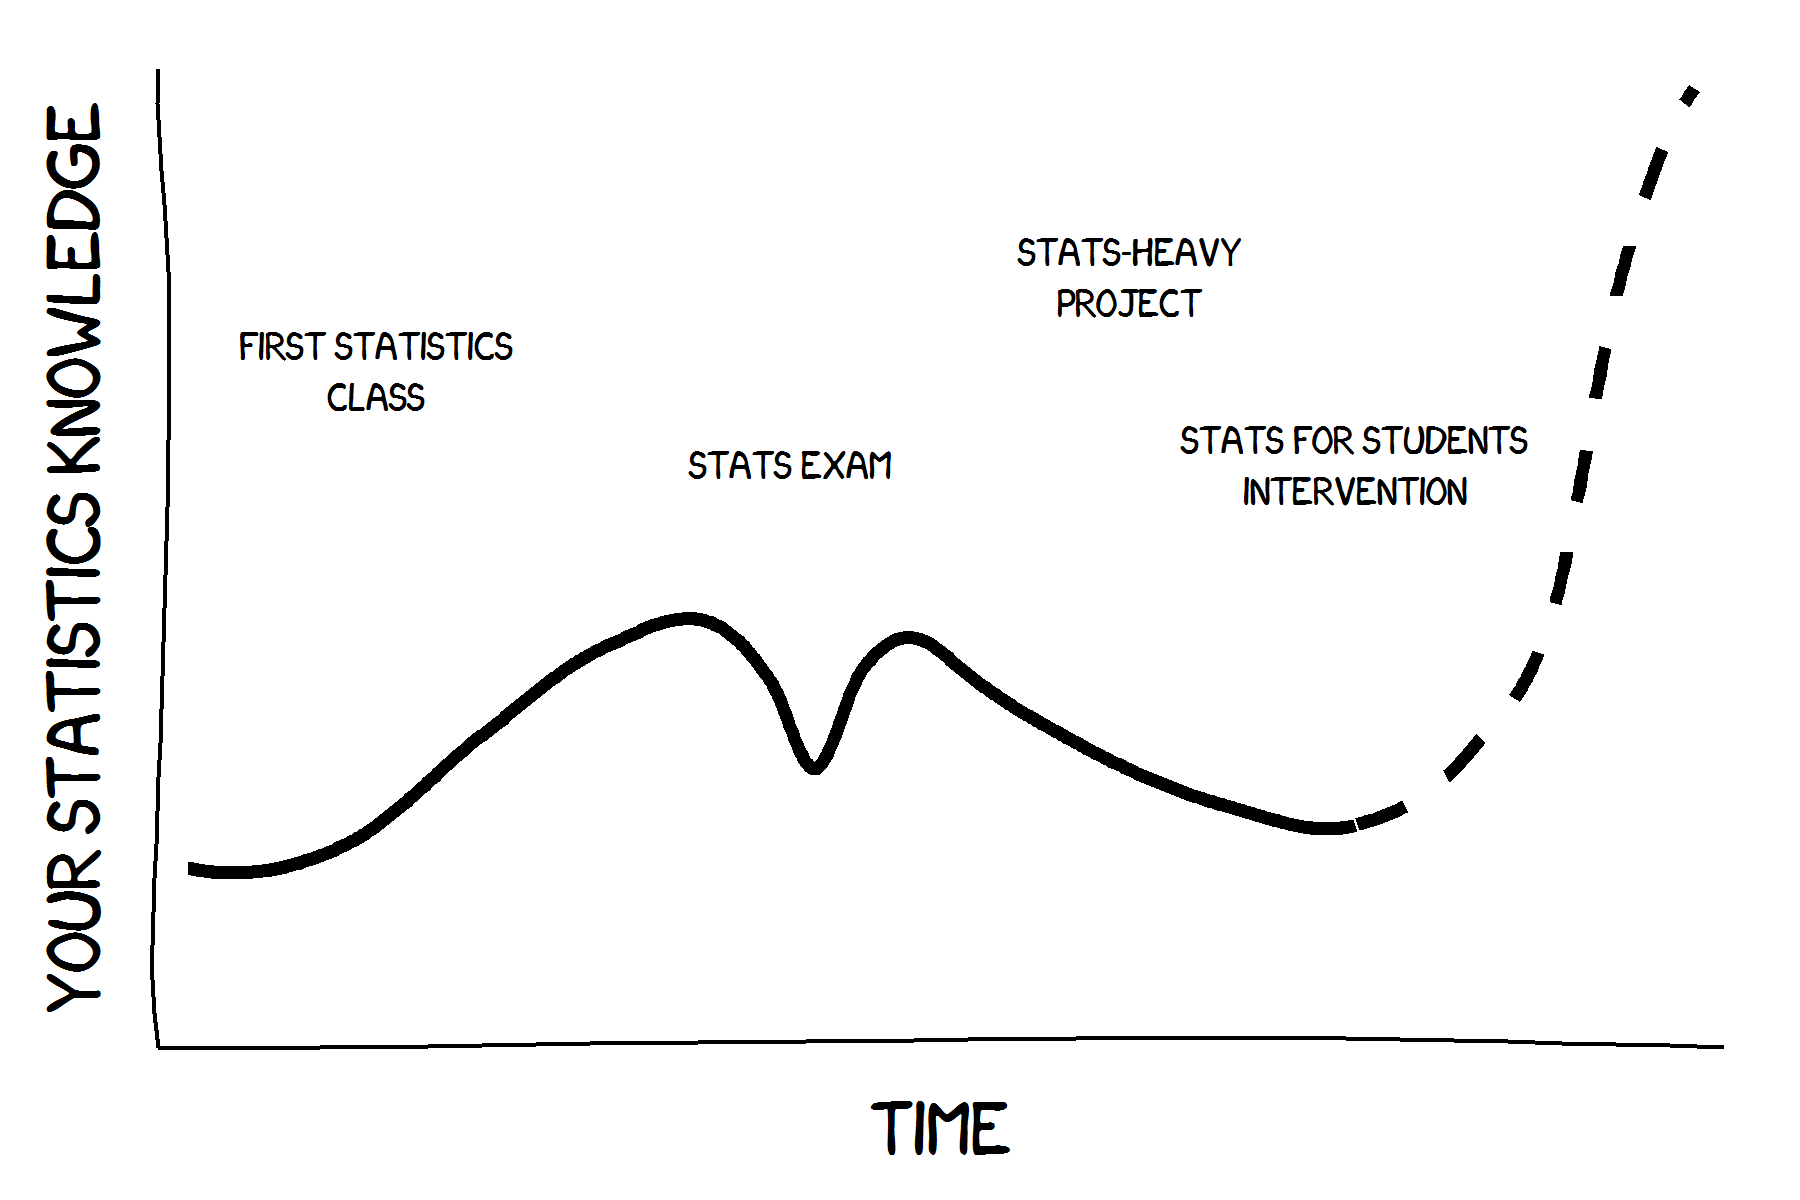 YOUR STATISTICS KNOWLEDGE
FIRST STATISTICS
CLASS
STATS EXAM
STATS-HEAVY
PROJECT
STATS FOR STUDENTS
INTERVENTION
TIME